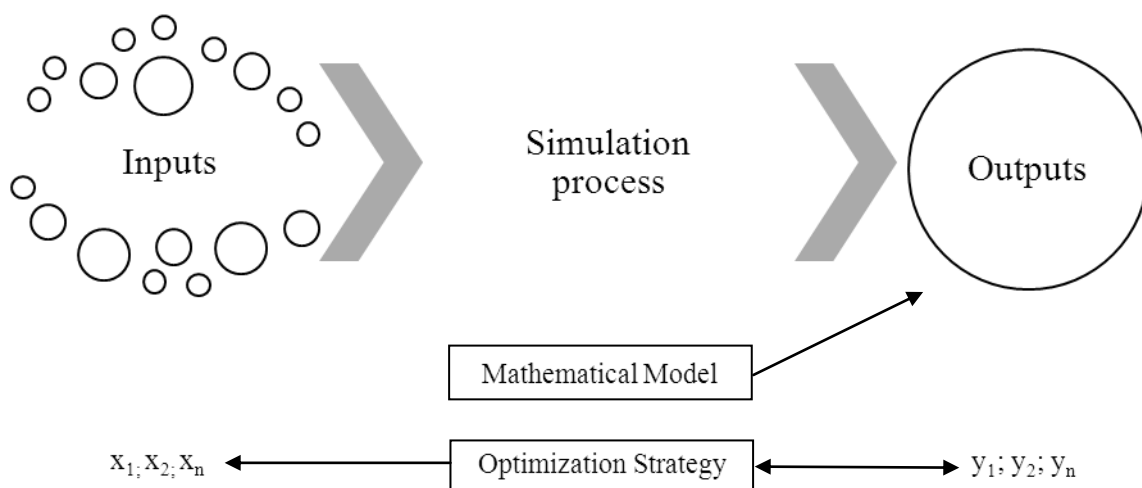 Inputs
Simulation
process
Outputs
Mathematical Model
x₁; x₂; xₙ
Optimization Strategy
y₁; y₂; yₙ